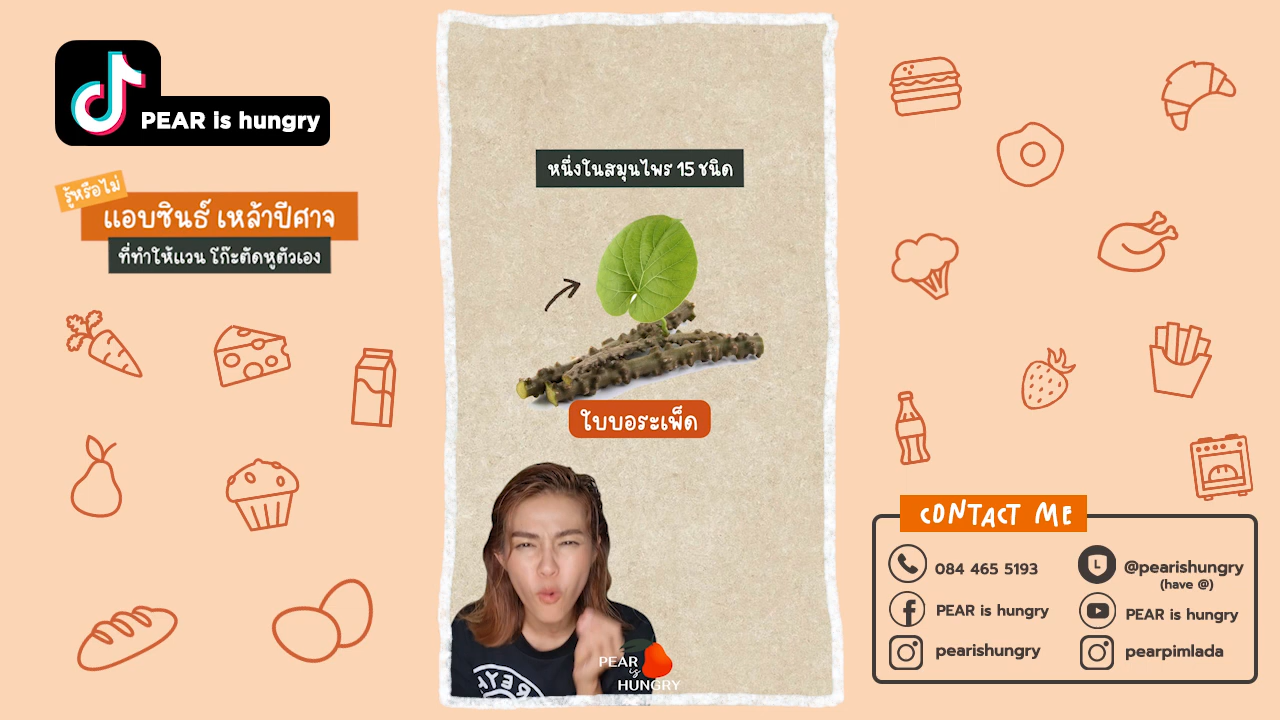 PEAR is hungry
รู้หรือไม่
แอบซินธ์ เหล้าปีศาจ
ที่ทำให้แวน โก๊ะตัดหูตัวเอง
หนึ่งในสมุนไพร 15 ชนิด
ใบบอระเพ็ด
PEAR
is
HUNGRY
CONTACT ME
084 465 5193
@pearishungry
(have @)
PEAR is hungry
PEAR is hungry
pearishungry
pearpimlada